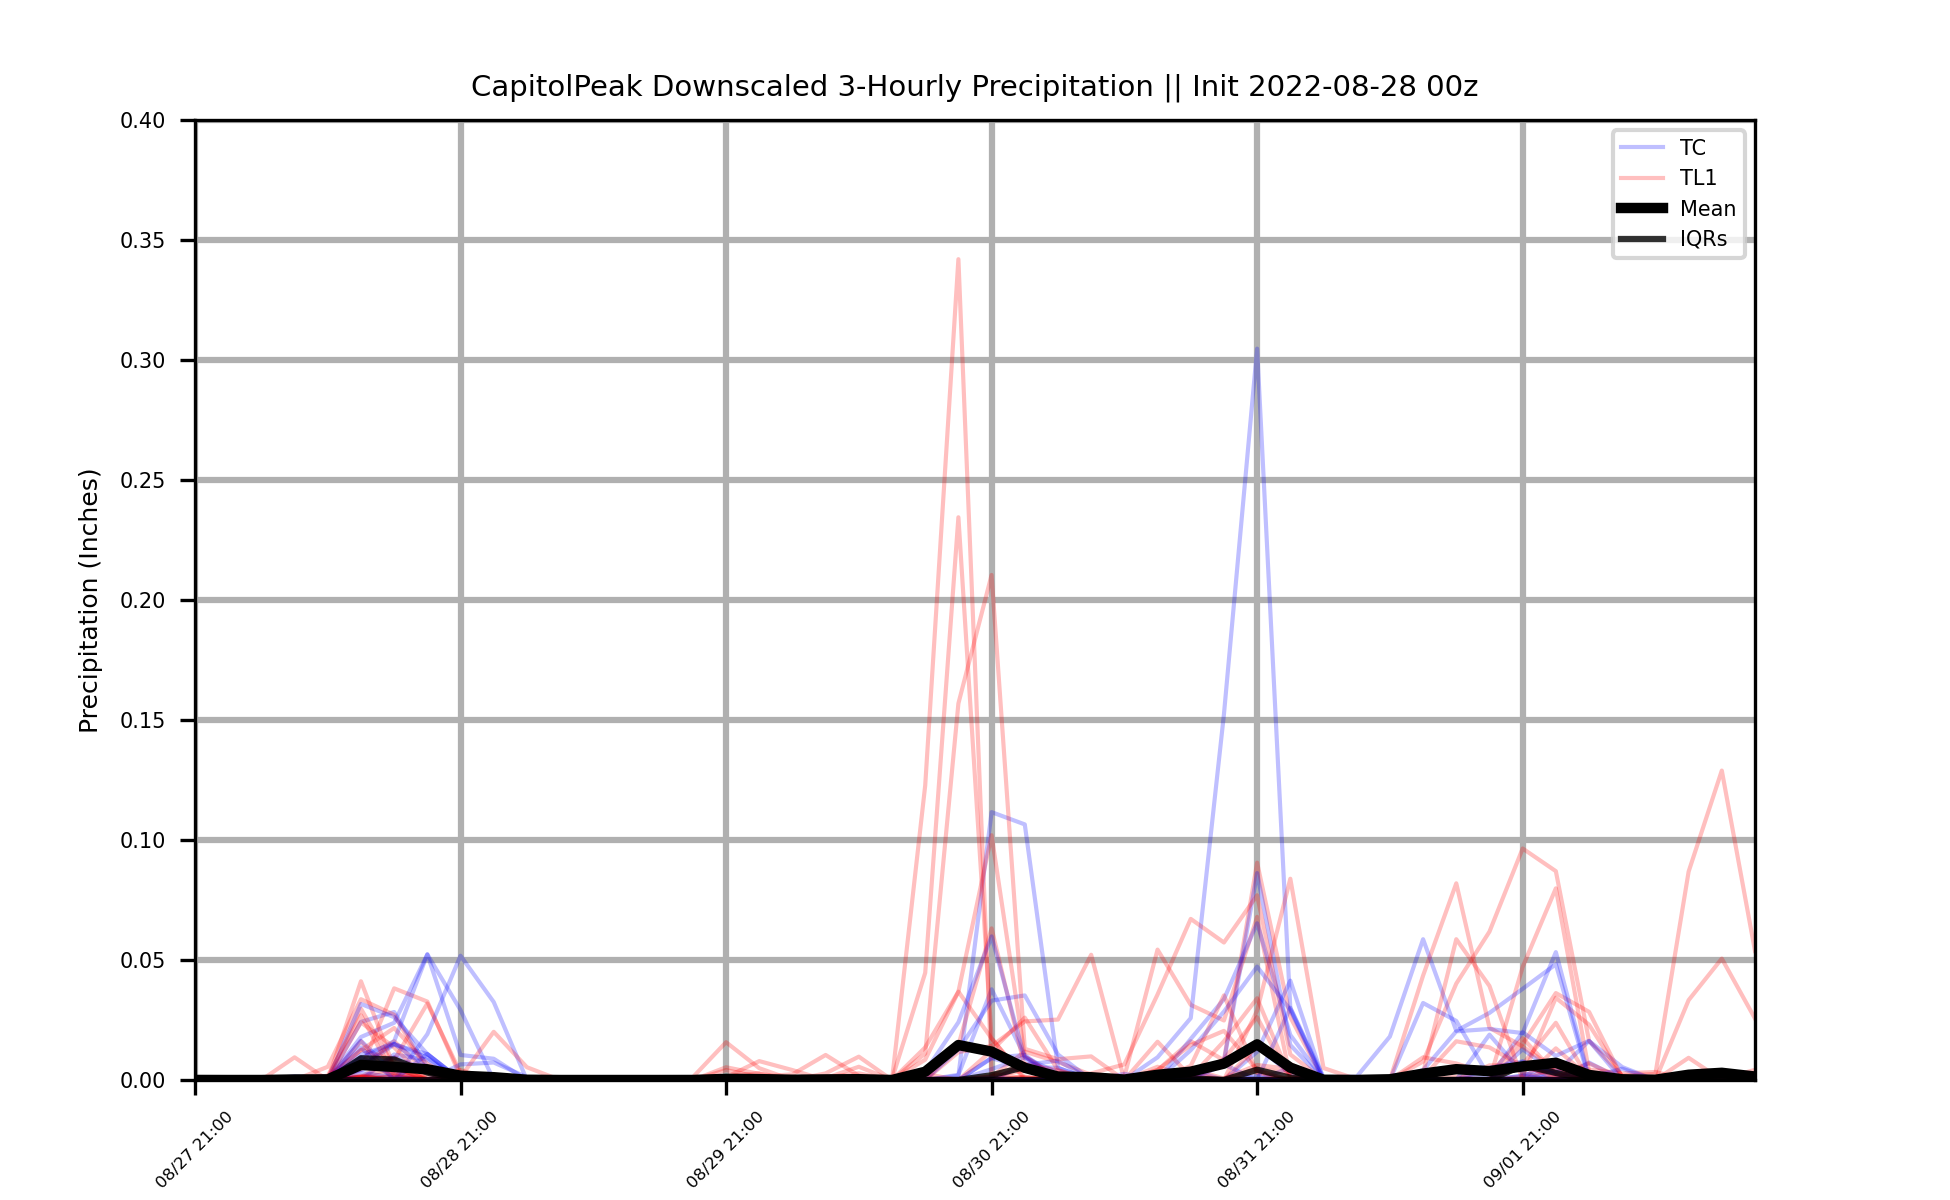 CapitolPeak Downscaled 3-Hourly Precipitation || Init 2022-08-28 00z
Precipitation (Inches)
0.40
0.35
0.30
0.25
0.20
0.15
0.10
0.05
0.00
TC
TL1
Mean
IQRs
08/27 21:00
08/28 21:00
08/29 21:00
08/30 21:00
08/31 21:00
09/01 21:00